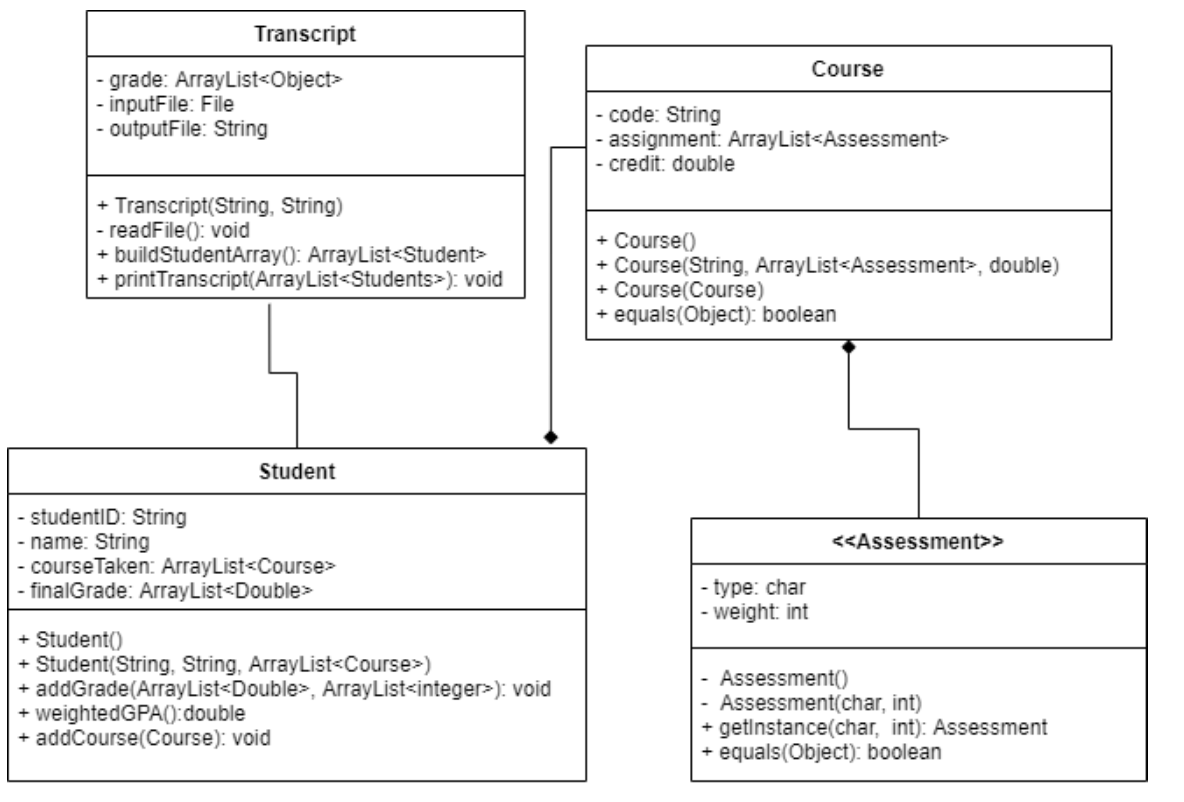 Transcript
- grade: ArrayList<Object>
- inputFile: File
- outputFile: String
+ Transcript(String, String)
- readFile(): void
+ buildStudentArray(): ArrayList<Student>
+ printTranscript(ArrayList<Students>): void
Course
- code: String
- assignment: ArrayList<Assessment>
- credit: double
+ Course()
+ Course(String, ArrayList<Assessment>, double)
+ Course(Course)
+ equals(Object): boolean
Student
- studentID: String
- name: String
- courseTaken: ArrayList<Course>
- finalGrade: ArrayList<Double>
+ Student()
+ Student(String, String, ArrayList<Course>)
+ addGrade(ArrayList<Double>, ArrayList<integer>): void
+ weightedGPA():double
+ addCourse(Course): void
<<Assessment>>
- type: char
- weight: int
- Assessment()
- Assessment(char, int)
+ getInstance(char, int): Assessment
+ equals(Object): boolean